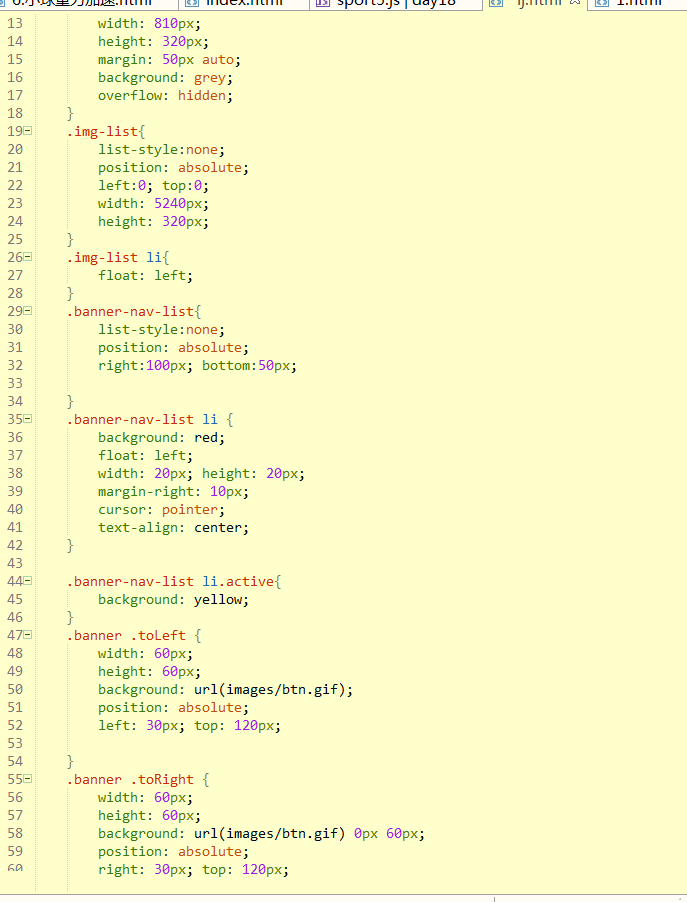 6.小球重力加速.html index.html sport5.js | day18 lj.html 1.html
13 width: 810px;
14 height: 320px;
15 margin: 50px auto;
16 background: grey;
17 overflow: hidden;
18 }
19 .img-list{
20 list-style:none;
21 position: absolute;
22 left:0; top:0;
23 width: 5240px;
24 height: 320px;
25 }
26 .img-list li{
27 float: left;
28 }
29 .banner-nav-list{
30 list-style:none;
31 position: absolute;
32 right:100px; bottom:50px;
33
34 }
35 .banner-nav-list li {
36 background: red;
37 float: left;
38 width: 20px; height: 20px;
39 margin-right: 10px;
40 cursor: pointer;
41 text-align: center;
42 }
43
44 .banner-nav-list li.active{
45 background: yellow;
46 }
47 .banner .toLeft {
48 width: 60px;
49 height: 60px;
50 background: url(images/btn.gif);
51 position: absolute;
52 left: 30px; top: 120px;
53
54 }
55 .banner .toRight {
56 width: 60px;
57 height: 60px;
58 background: url(images/btn.gif) 0px 60px;
59 position: absolute;
60 right: 30px; top: 120px;